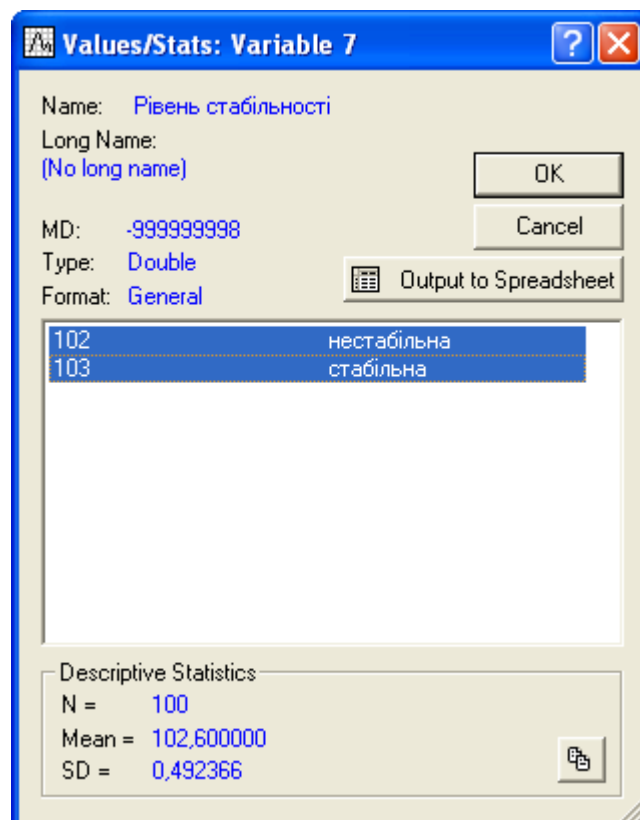 Values/Stats: Variable 7
Name: Рівень стабільності
Long Name:
(No long name)
OK
MD: -999999998
Cancel
Type: Double
Output to Spreadsheet
Format: General
102 нестабільна
103 стабільна
Descriptive Statistics
N = 100
Mean = 102,600000
SD = 0,492366